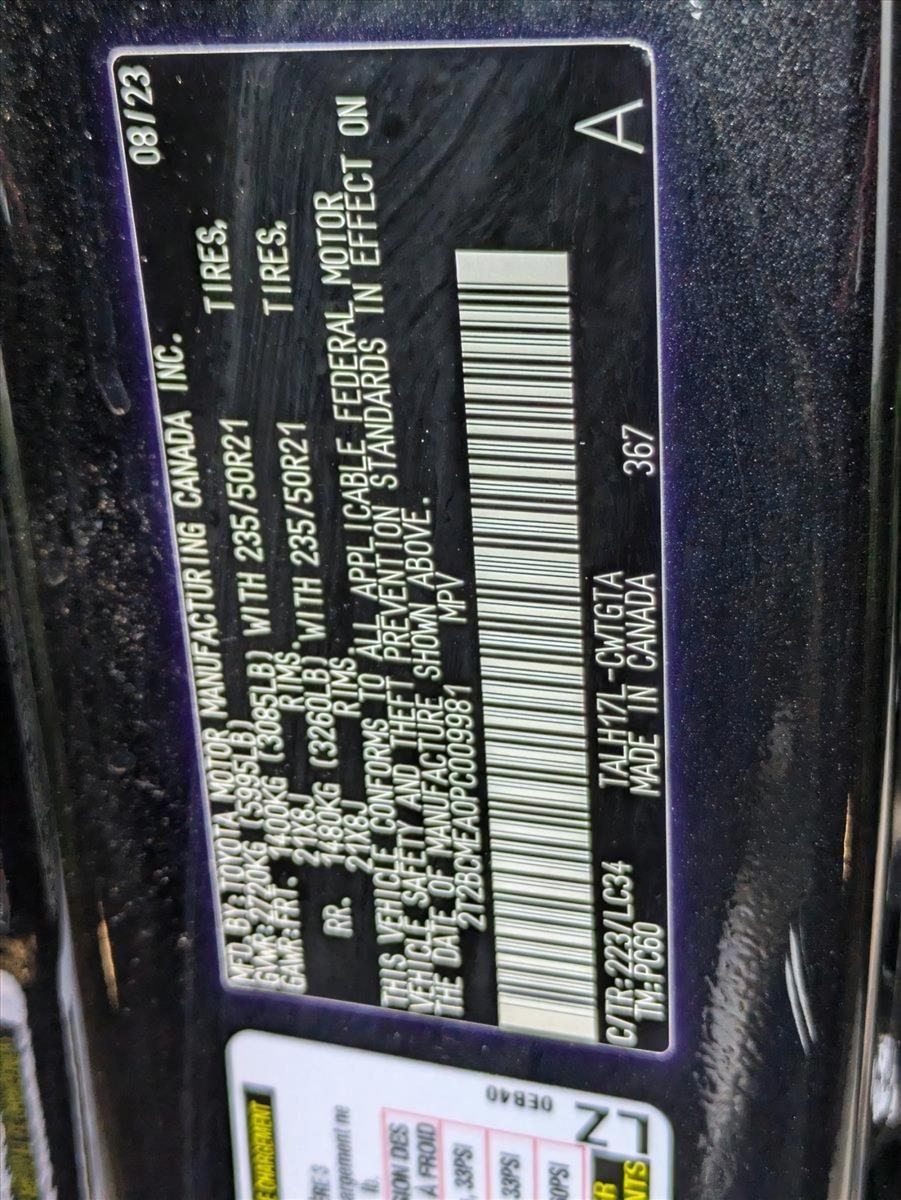 MFD. BY: TOYOTA MOTOR MANUFACTURING CANADA INC. 08/23
GVWR: 2720KG (5995LB)
GAWR: FRT. 1400KG (3085LB) WITH 235/50R21 TIRES,
21X8J RIMS.
RR. 1480KG (3260LB) WITH 235/50R21 TIRES,
21X8J RIMS
THIS VEHICLE CONFORMS TO ALL APPLICABLE FEDERAL MOTOR
VEHICLE SAFETY AND THEFT PREVENTION STANDARDS IN EFFECT ON
THE DATE OF MANUFACTURE SHOWN ABOVE.
2T2BCMEA0PC009981 MPV
C/TR: 223/LC34 TALH17L-CWTGTA 367 A
TM: PC60 MADE IN CANADA
0EB40
33PSI
33PSI
A FROID